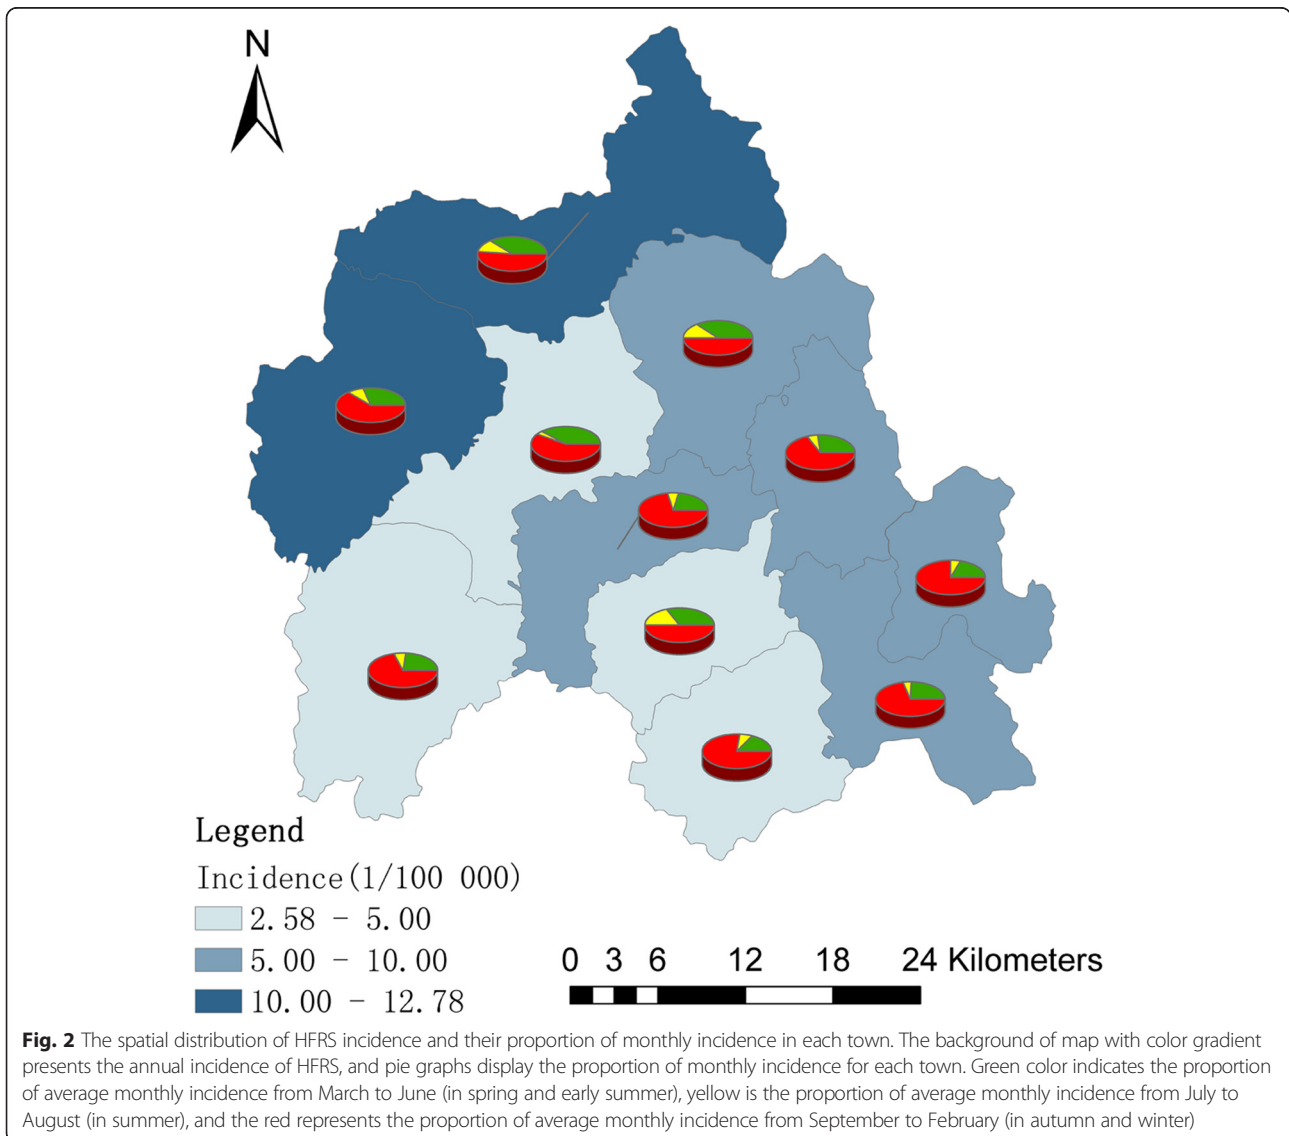 N
Legend
Incidence(1/100 000)
2.58 - 5.00
5.00 - 10.00
10.00 - 12.78
0 3 6 12 18 24 Kilometers
Fig. 2 The spatial distribution of HFRS incidence and their proportion of monthly incidence in each town. The background of map with color gradient
presents the annual incidence of HFRS, and pie graphs display the proportion of monthly incidence for each town. Green color indicates the proportion
of average monthly incidence from March to June (in spring and early summer), yellow is the proportion of average monthly incidence from July to
August (in summer), and the red represents the proportion of average monthly incidence from September to February (in autumn and winter)